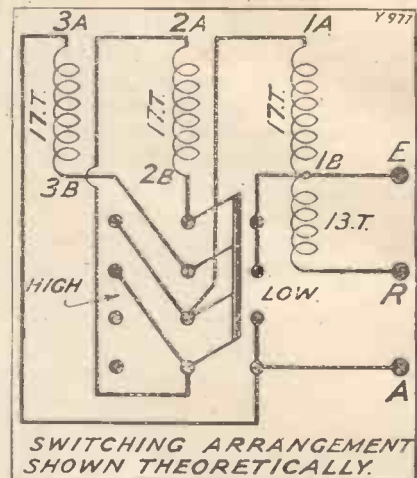 Y977
3A 2A 1A
17.T. 17.T. 17.T.
3B 2B 1B E
13.T.
HIGH LOW. R
A
SWITCHING ARRANGEMENT
SHOWN THEORETICALLY.